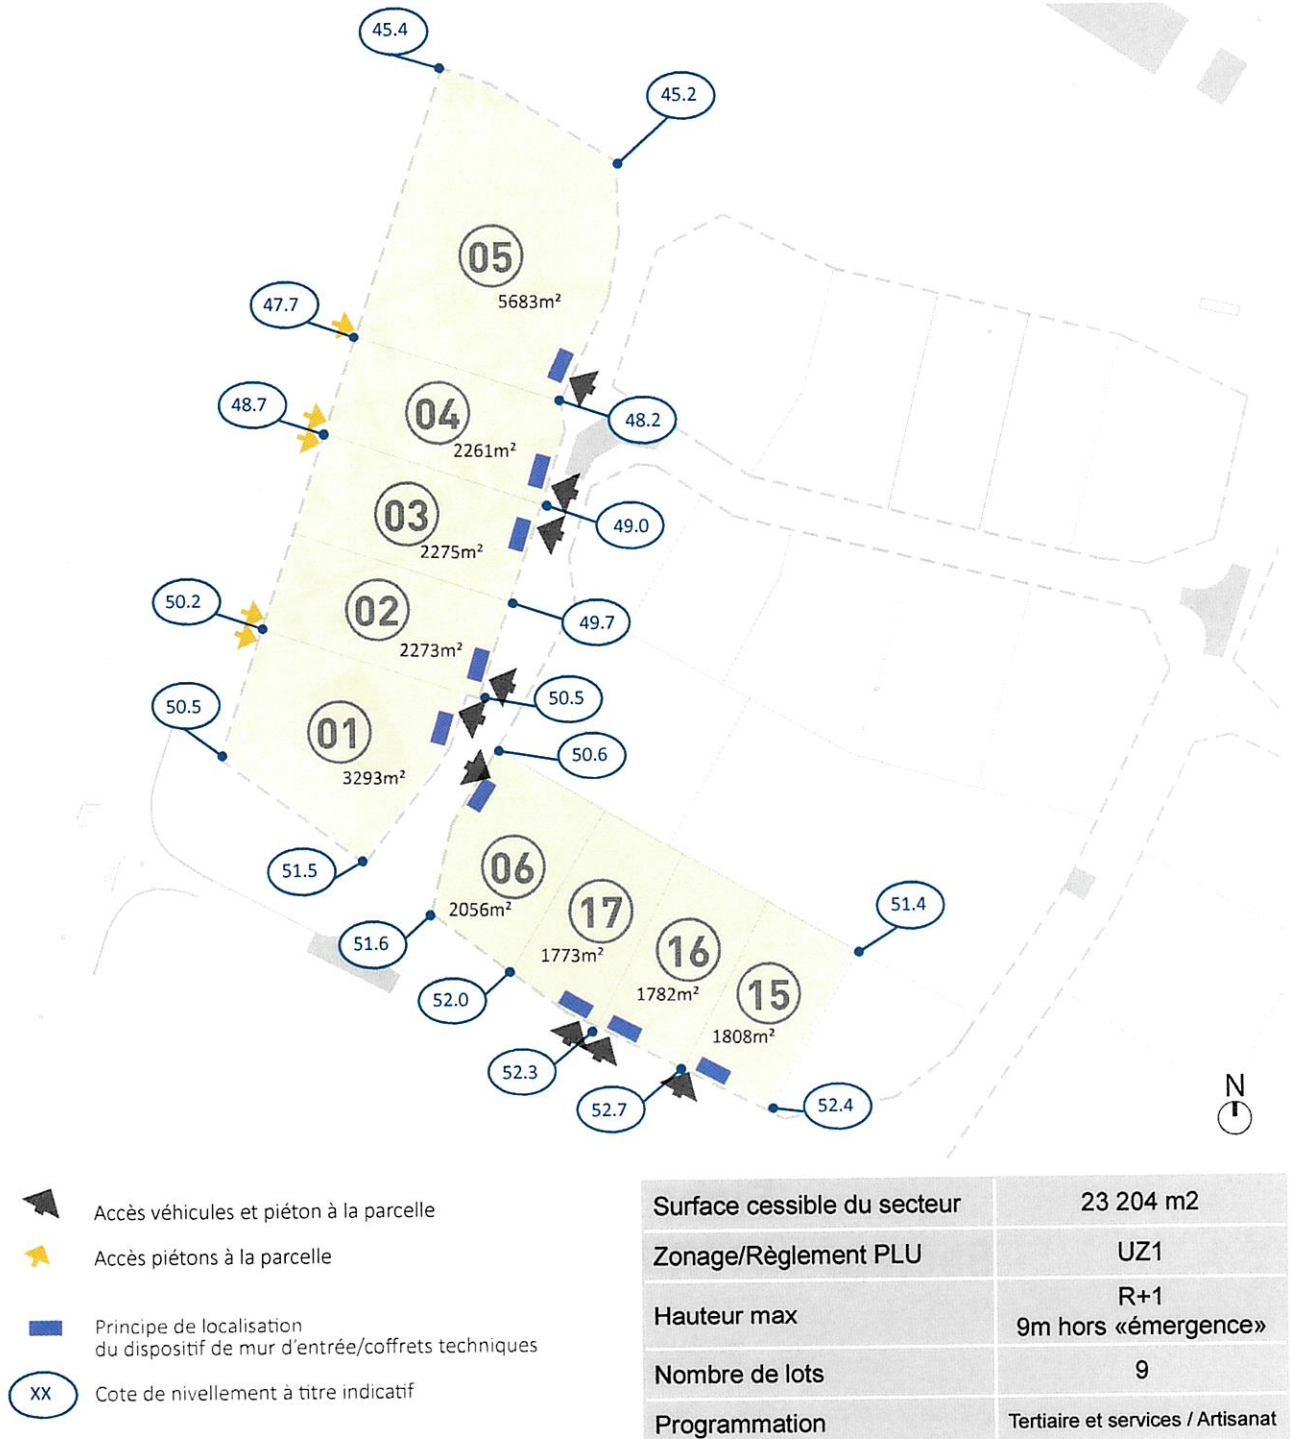 45.4
45.2
05
5683m²
47.7
04
2261m²
48.7
48.2
03
2275m²
49.0
02
2273m²
50.2
49.7
01
3293m²
50.5
50.5
50.6
51.5
06
2056m²
17
1773m²
16
1782m²
15
1808m²
51.4
51.6
52.0
52.3
52.7
52.4
N
Accès véhicules et piéton à la parcelle
Accès piétons à la parcelle
Principe de localisation
du dispositif de mur d'entrée/coffrets techniques
XX Cote de nivellement à titre indicatif
Surface cessible du secteur 23 204 m2
Zonage/Règlement PLU UZ1
Hauteur max R+1
9m hors «émergence»
Nombre de lots 9
Programmation Tertiaire et services / Artisanat